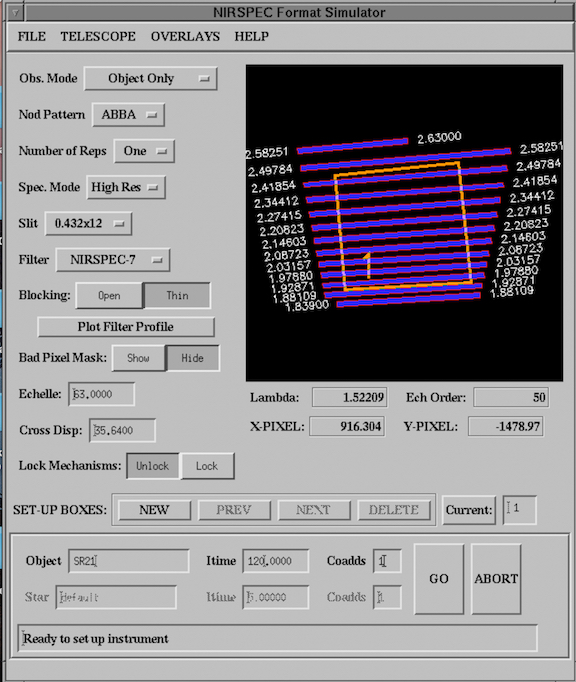 NIRSPEC Format Simulator
FILE TELESCOPE OVERLAYS HELP
Obs. Mode Object Only
Nod Pattern ABBA
Number of Reps One
Spec. Mode High Res
Slit 0.432x12
Filter NIRSPEC-7
Blocking: Open Thin
Plot Filter Profile
Bad Pixel Mask: Show Hide
Echelle: 63.0000
Cross Disp: 35.6400
Lock Mechanisms: Unlock Lock
2.63000
2.58251 2.58251
2.49784 2.49784
2.41854 2.41854
2.34412 2.34412
2.27415 2.27415
2.20823 2.20823
2.14603 2.14603
2.08723 2.08723
2.03157 2.03157
1.97880 1.97880
1.92871 1.92871
1.88109 1.88109
1.83900
1
Lambda: 1.52209 Ech Order: 50
X-PIXEL: 916.304 Y-PIXEL: -1478.97
SET-UP BOXES: NEW PREV NEXT DELETE Current: 1
Object SR21 Itime 120.0000 Coadds 1
GO ABORT
Star default Itime 5.00000 Coadds 1
Ready to set up instrument